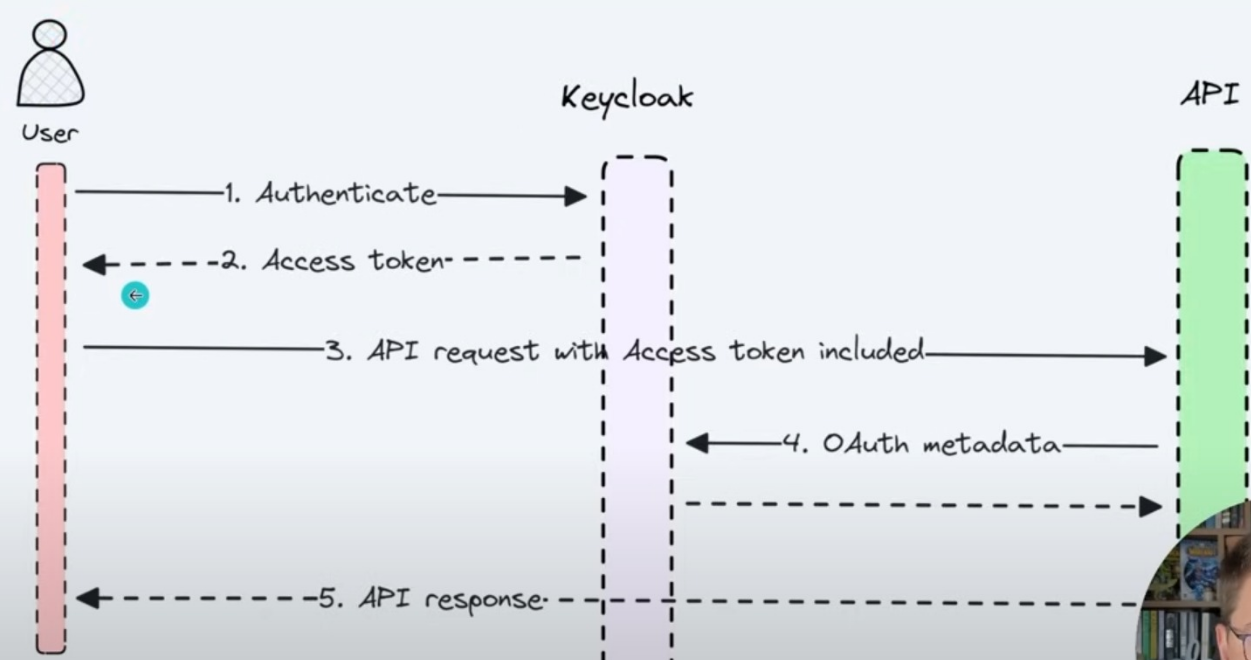 User
Keycloak
API
1. Authenticate
2. Access token
3. API request with Access token included
4. OAuth metadata
5. API response